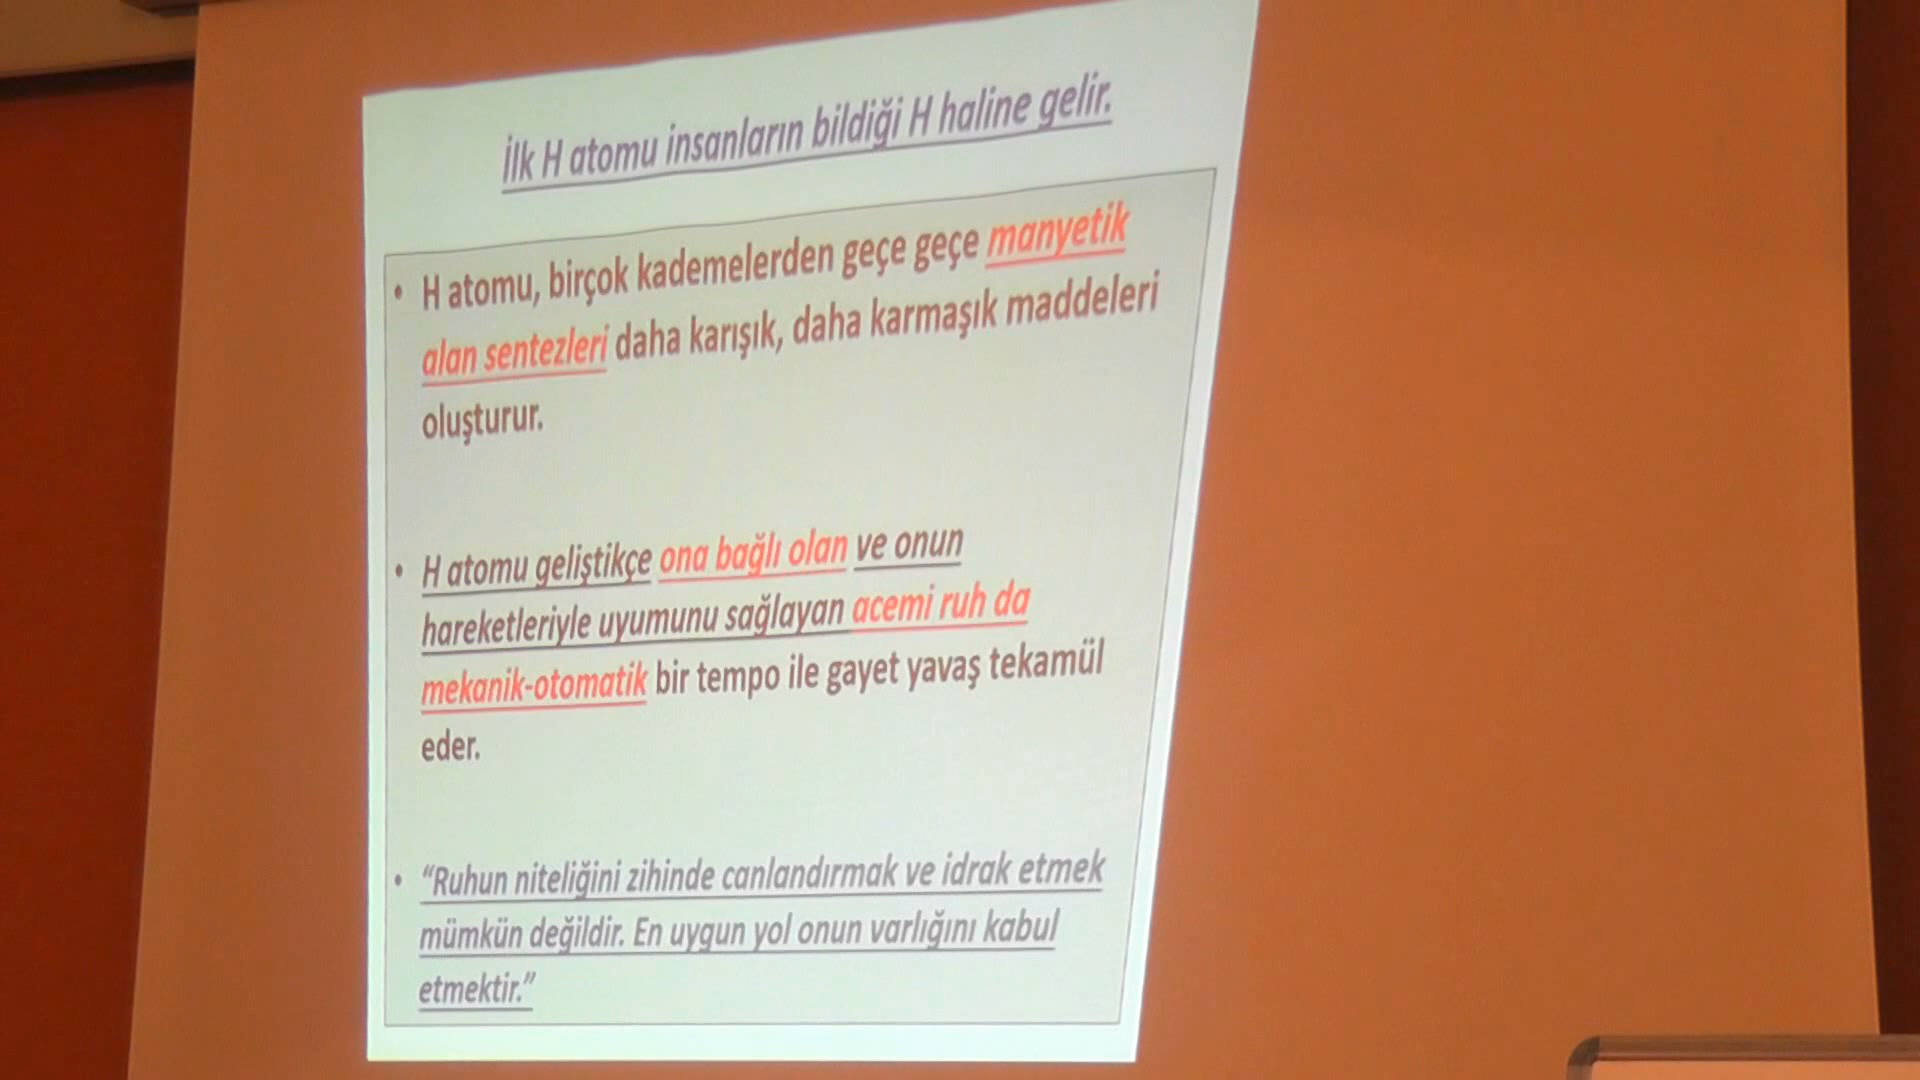 İlk H atomu insanların bildiği H haline gelir.
• H atomu, birçok kademelerden geçe geçe manyetik
alan sentezleri daha karışık, daha karmaşık maddeleri
oluşturur.
• H atomu geliştikçe ona bağlı olan ve onun
hareketleriyle uyumunu sağlayan acemi ruh da
mekanik-otomatik bir tempo ile gayet yavaş tekamül
eder.
• “Ruhun niteliğini zihinde canlandırmak ve idrak etmek
mümkün değildir. En uygun yol onun varlığını kabul
etmektir.”